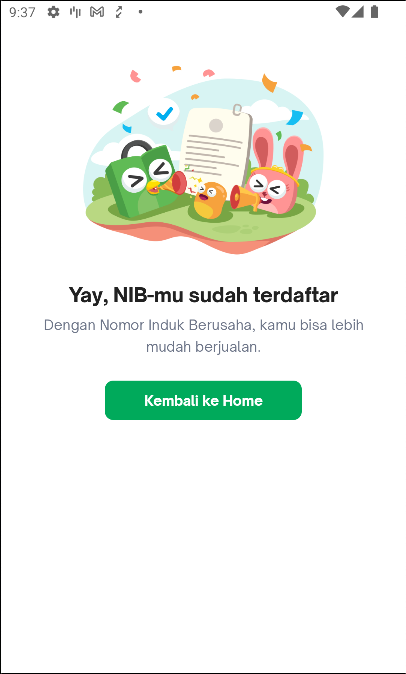 9:37
Yay, NIB-mu sudah terdaftar
Dengan Nomor Induk Berusaha, kamu bisa lebih
mudah berjualan.
Kembali ke Home